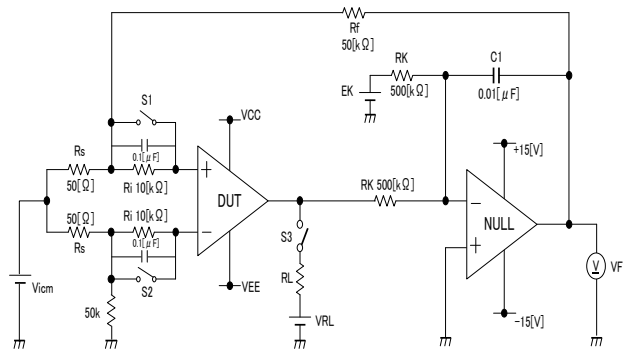 Rf
50[kΩ]
RK
500[kΩ]
EK
C1
0.01[μF]
S1
0.1[μF]
VCC
+15[V]
Rs
50[Ω]
Ri 10[kΩ]
+
DUT
RK 500[kΩ]
−
NULL
+
50[Ω]
Rs
Ri 10[kΩ]
−
0.1[μF]
S2
S3
V
VF
Vicm
50k
VEE
RL
VRL
−15[V]